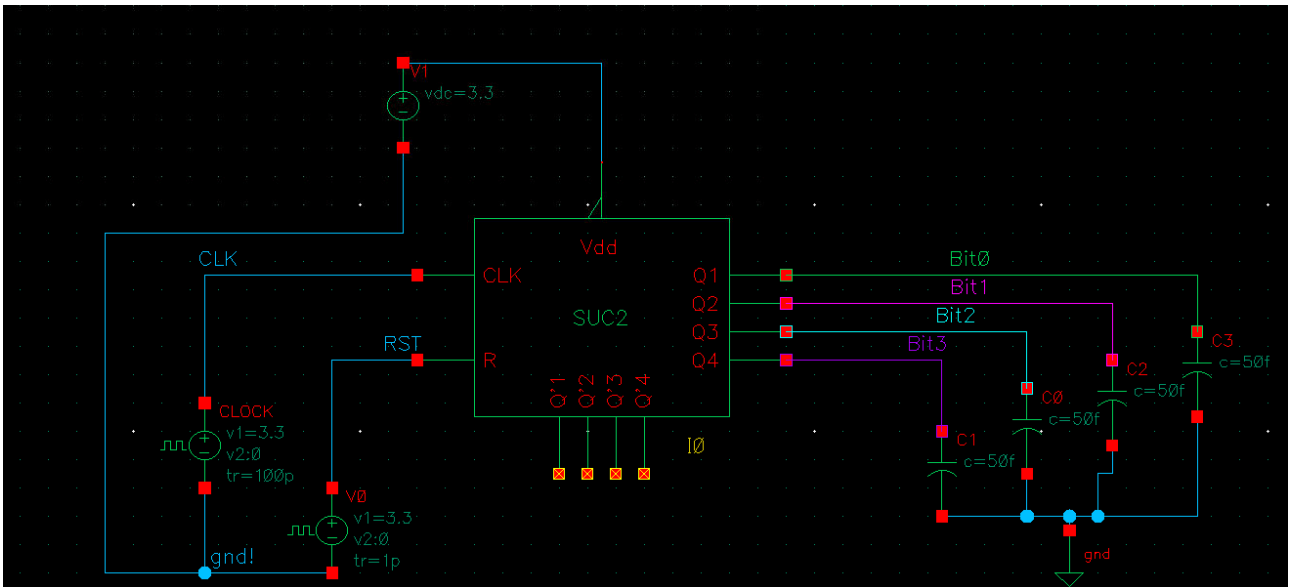 V1
vdc=3.3
Vdd
CLK
CLK
Q1
Bit0
Bit1
Q2
SUC2
Bit2
Q3
RST
R
Bit3
Q4
C3
c=50f
C2
c=50f
C0
c=50f
C1
c=50f
Q'1
Q'2
Q'3
Q'4
I0
CLOCK
v1=3.3
v2:0
tr=100p
V0
v1=3.3
v2:0
tr=1p
gnd!
gnd